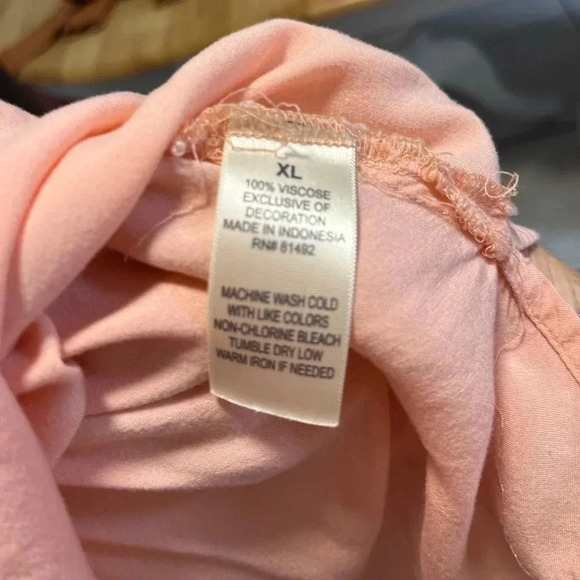 XL
100% VISCOSE
EXCLUSIVE OF
DECORATION
MADE IN INDONESIA
RN# 81492
MACHINE WASH COLD
WITH LIKE COLORS
NON-CHLORINE BLEACH
TUMBLE DRY LOW
WARM IRON IF NEEDED